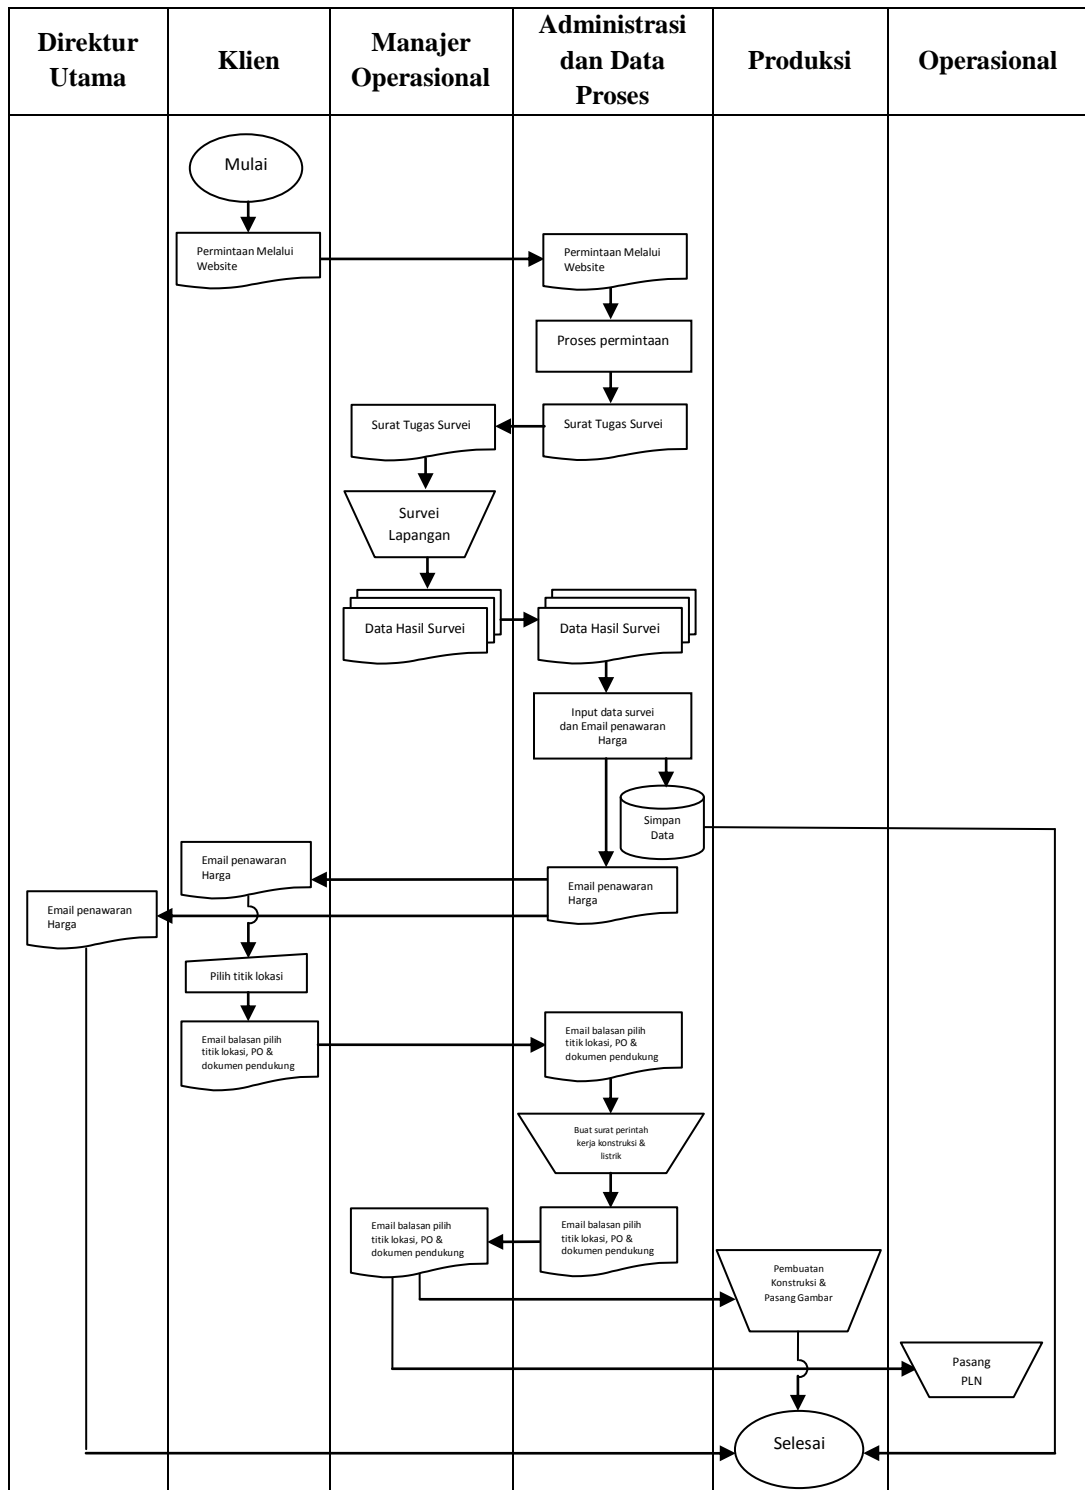 Direktur
Utama
Klien
Manajer
Operasional
Administrasi
dan Data
Proses
Produksi
Operasional
Mulai
Permintaan Melalui
Website
Permintaan Melalui
Website
Proses permintaan
Surat Tugas Survei
Surat Tugas Survei
Survei
Lapangan
Data Hasil Survei
Data Hasil Survei
Input data survei
dan Email penawaran
Harga
Simpan
Data
Email penawaran
Harga
Email penawaran
Harga
Email penawaran
Harga
Pilih titik lokasi
Email balasan pilih
titik lokasi, PO &
dokumen pendukung
Email balasan pilih
titik lokasi, PO &
dokumen pendukung
Buat surat perintah
kerja konstruksi &
listrik
Email balasan pilih
titik lokasi, PO &
dokumen pendukung
Email balasan pilih
titik lokasi, PO &
dokumen pendukung
Pembuatan
Konstruksi &
Pasang Gambar
Pasang
PLN
Selesai